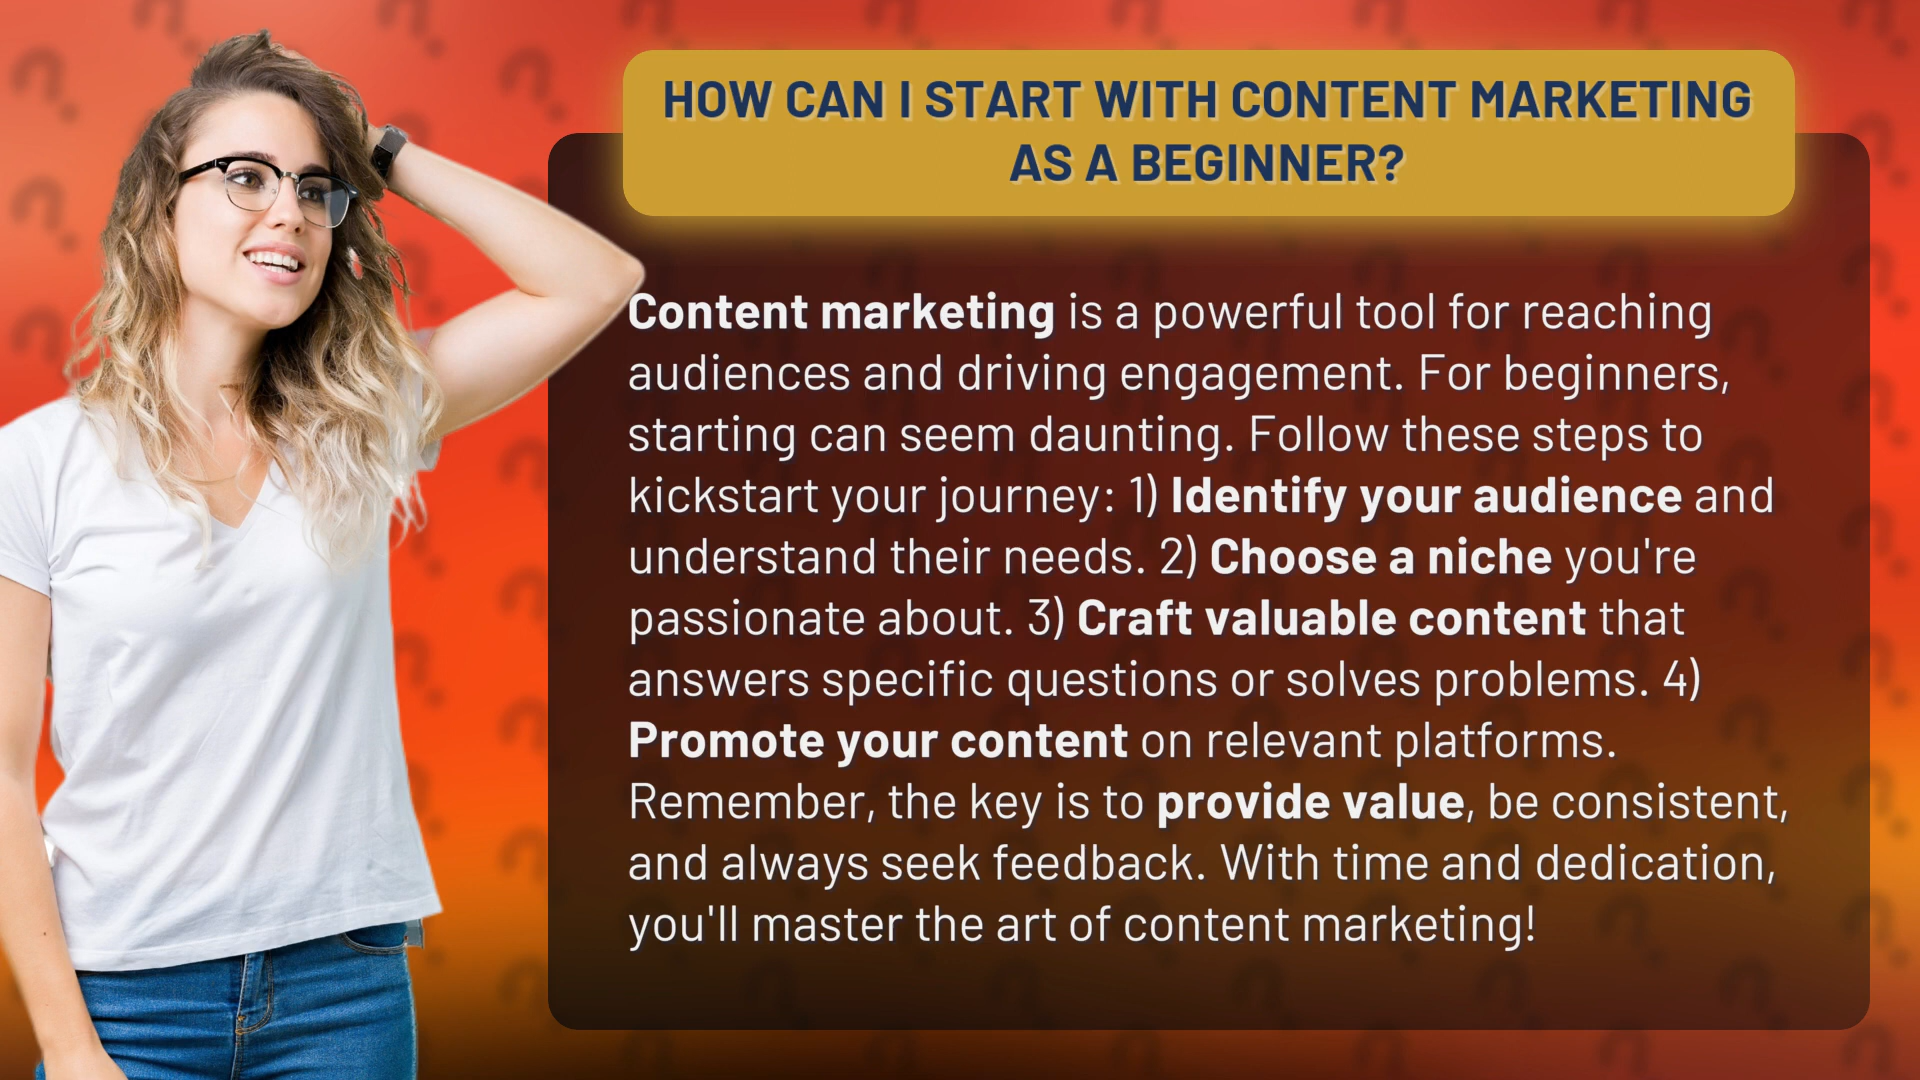 HOW CAN I START WITH CONTENT MARKETING
AS A BEGINNER?
Content marketing is a powerful tool for reaching
audiences and driving engagement. For beginners,
starting can seem daunting. Follow these steps to
kickstart your journey: 1) Identify your audience and
understand their needs. 2) Choose a niche you're
passionate about. 3) Craft valuable content that
answers specific questions or solves problems. 4)
Promote your content on relevant platforms.
Remember, the key is to provide value, be consistent,
and always seek feedback. With time and dedication,
you'll master the art of content marketing!